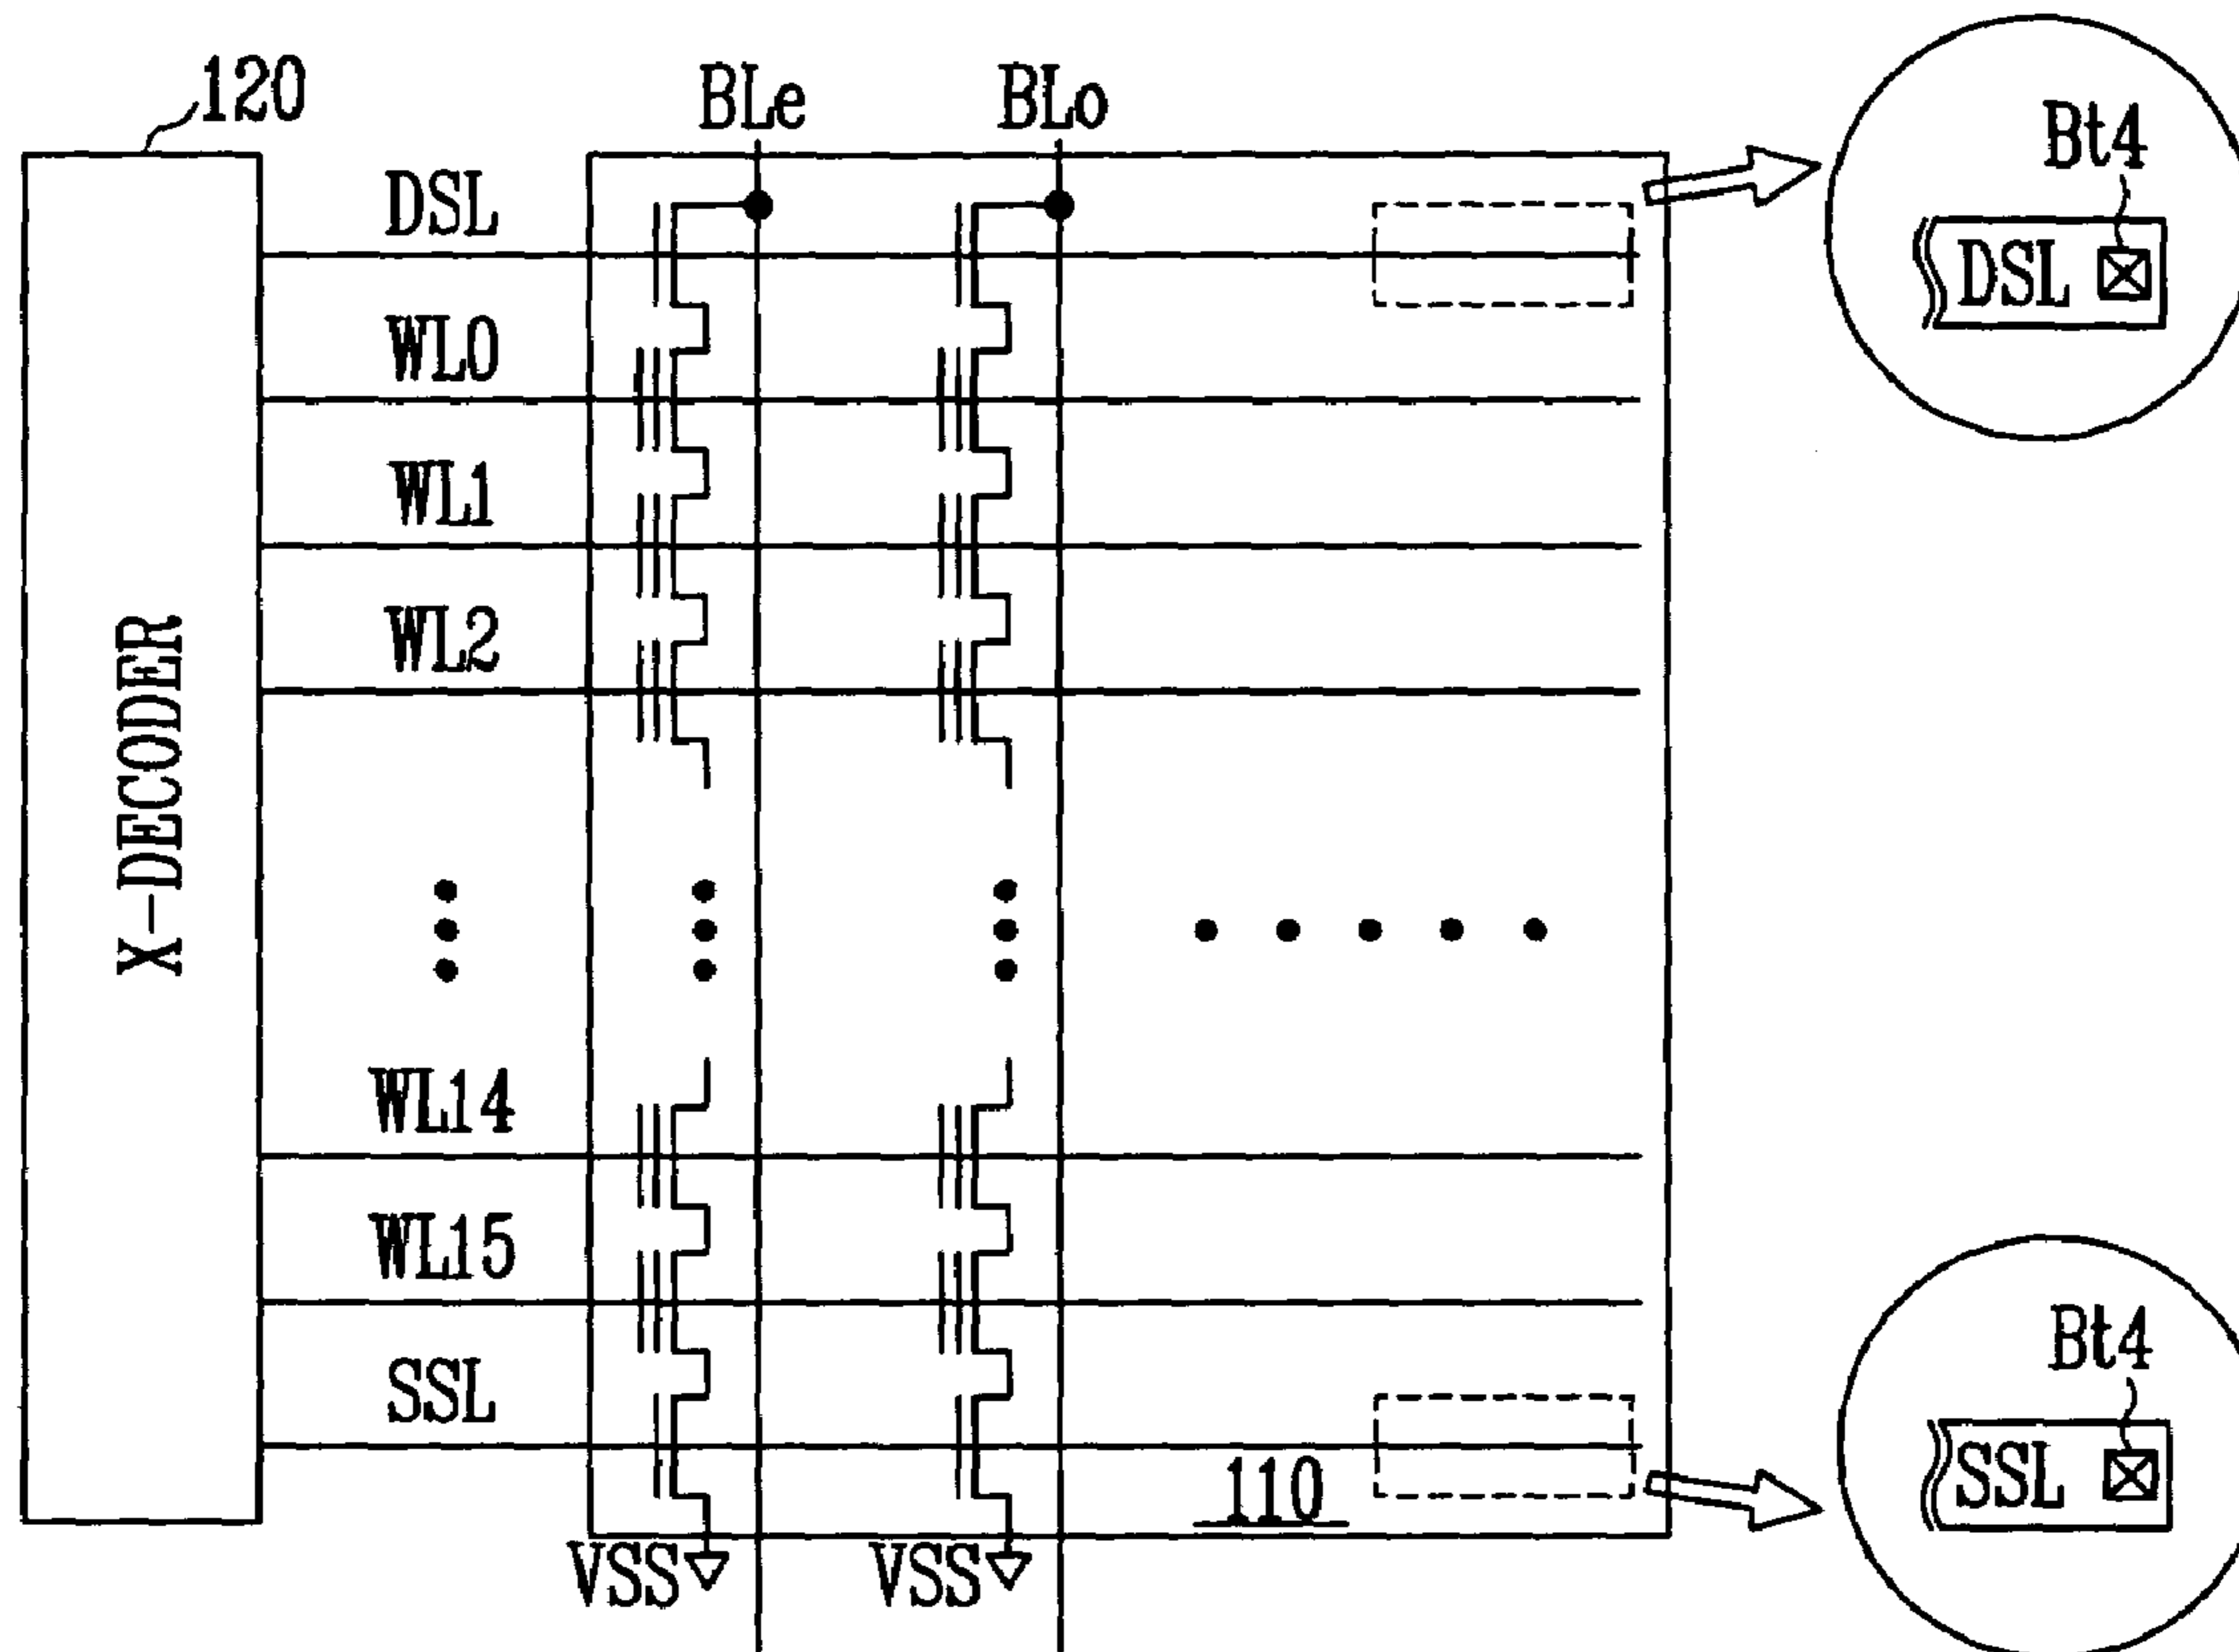 120
BLe
BLo
Bt4
DSL
DSL
WL0
WL1
WL2
X-DECODER
WL14
WL15
SSL
110
Bt4
SSL
VSS
VSS